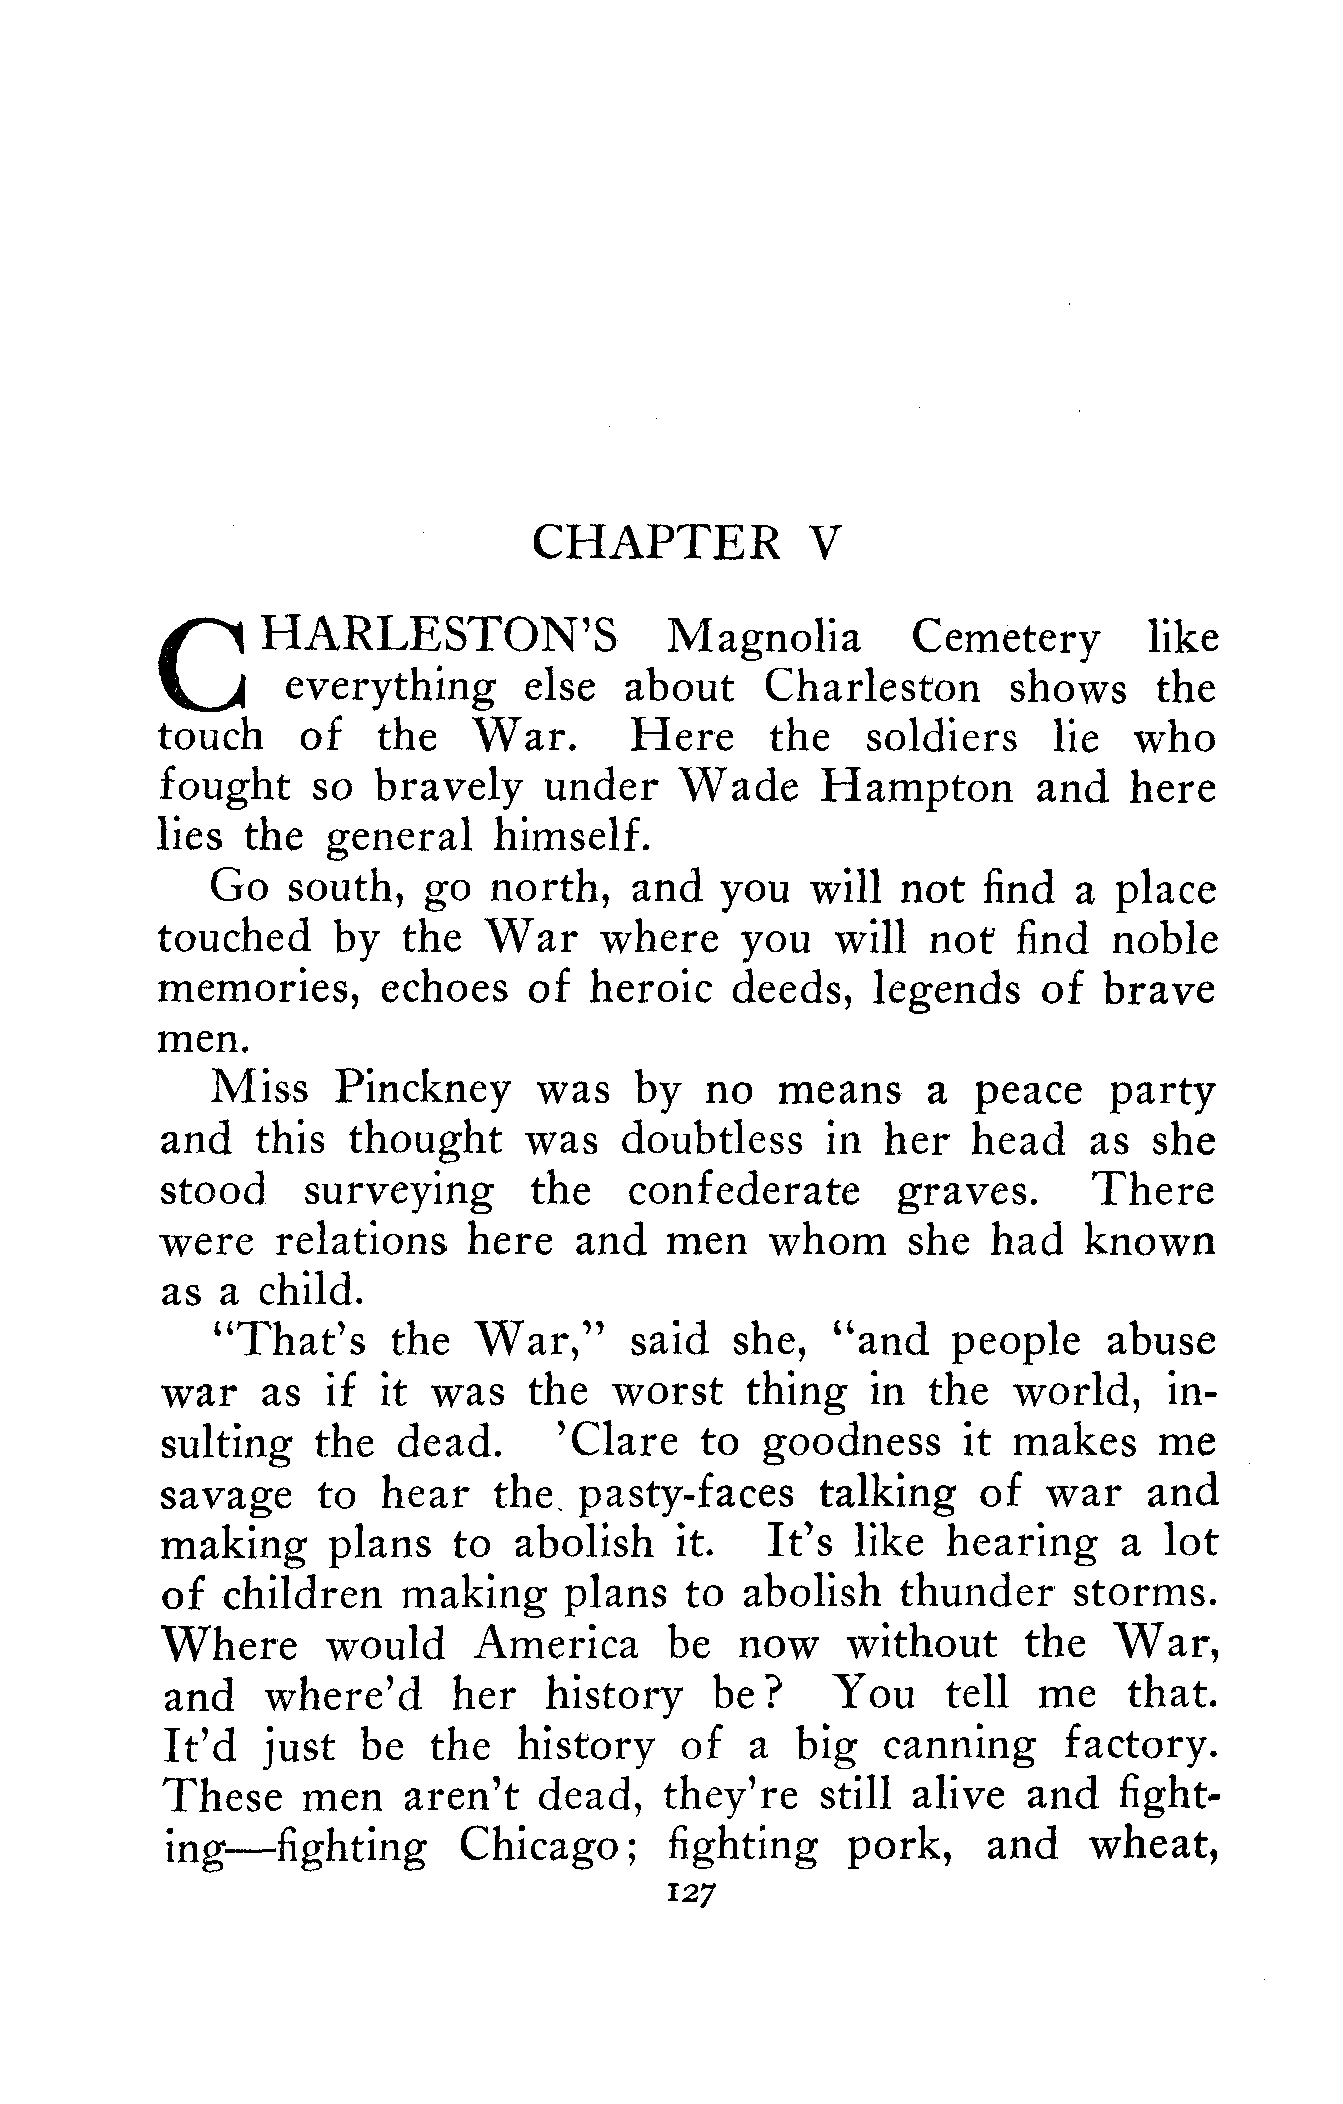 CHAPTER V
CHARLESTON'S Magnolia Cemetery like
everything else about Charleston shows the
touch of the War. Here the soldiers lie who
fought so bravely under Wade Hampton and here
lies the general himself.
Go south, go north, and you will not find a place
touched by the War where you will not find noble
memories, echoes of heroic deeds, legends of brave
men.
Miss Pinckney was by no means a peace party
and this thought was doubtless in her head as she
stood surveying the confederate graves. There
were relations here and men whom she had known
as a child.
"That's the War," said she, "and people abuse
war as if it was the worst thing in the world, in-
sulting the dead. 'Clare to goodness it makes me
savage to hear the pasty-faces talking of war and
making plans to abolish it. It's like hearing a lot
of children making plans to abolish thunder storms.
Where would America be now without the War,
and where'd her history be? You tell me that.
It'd just be the history of a big canning factory.
These men aren't dead, they're still alive and fight-
ing—fighting Chicago; fighting pork, and wheat,
127